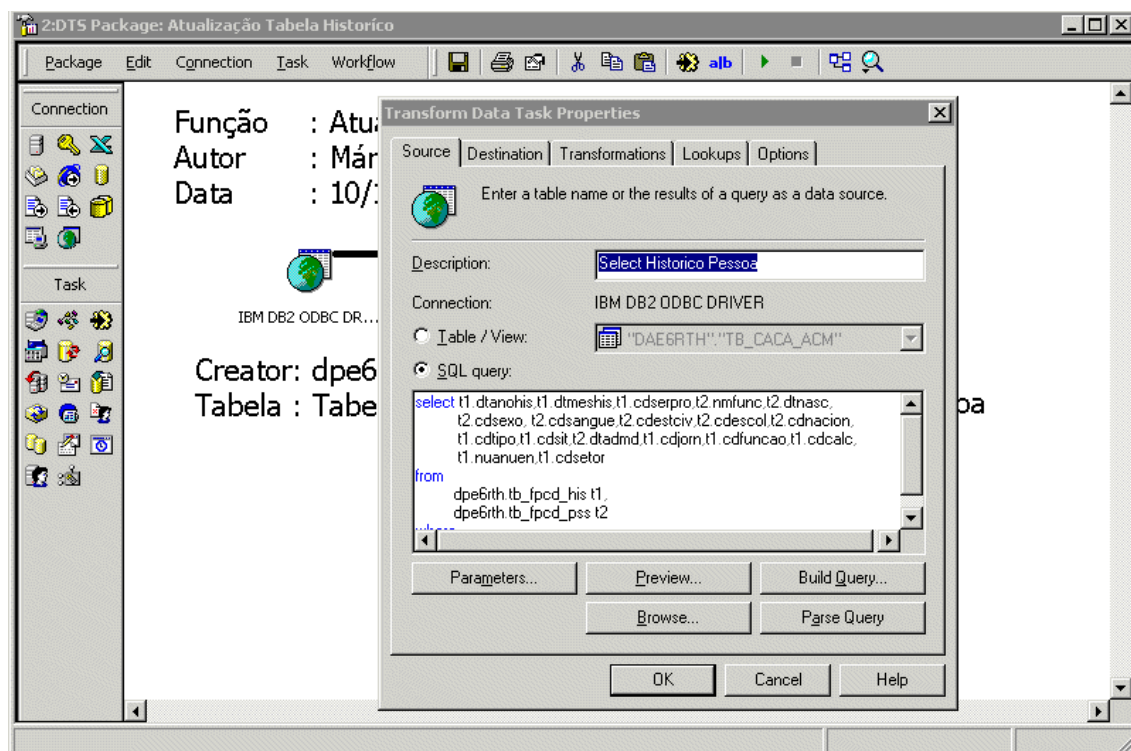 2:DTS Package: Atualização Tabela Historíco
Package Edit Connection Task Workflow
a|b
Connection
Task
Função : Atu
Autor : Már
Data : 10/
IBM DB2 ODBC DR...
Creator: dpe6
Tabela : Tabe
oa
Transform Data Task Properties
Source Destination Transformations Lookups Options
Enter a table name or the results of a query as a data source.
Description: Select Historico Pessoa
Connection: IBM DB2 ODBC DRIVER
Table / View: "DAE6RTH"."TB_CACA_ACM"
SQL query:
select t1.dtanohis,t1.dtmeshis,t1.cdserpro,t2.nmfunc,t2.dtnasc,
t2.cdsexo, t2.cdsangue,t2.cdestciv,t2.cdescol,t2.cdnacion,
t1.cdtipo,t1.cdsit,t2.dtadmd,t1.cdjorn,t1.cdfuncao,t1.cdcalc,
t1.nuanuen,t1.cdsetor
from
dpe6rth.tb_fpcd_his t1,
dpe6rth.tb_fpcd_pss t2
where
Parameters... Preview... Build Query...
Browse... Parse Query
OK Cancel Help